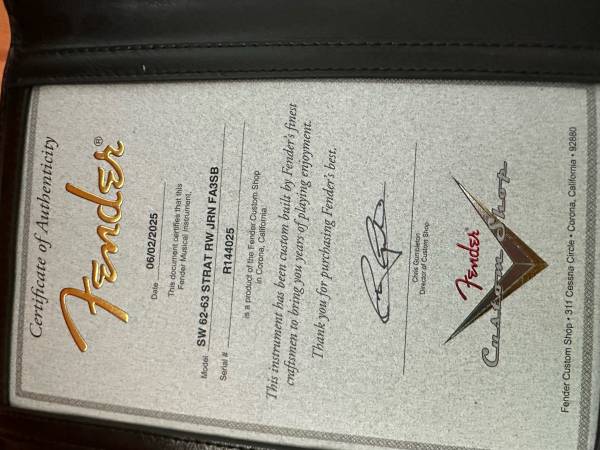 Certificate of Authenticity
Fender®
Date 06/02/2025
This document certifies that this
Fender Musical Instrument,
Model SW 62-63 STRAT RW JRN FA3SB
Serial # R144025
is a product of the Fender Custom Shop
in Corona, California
This instrument has been custom built by Fender's finest
craftsmen to bring you years of playing enjoyment.
Thank you for purchasing Fender's best.
Chris Gumbleton
Director of Custom Shop
Fender
Custom Shop
Fender Custom Shop • 311 Cessna Circle • Corona, California • 92880